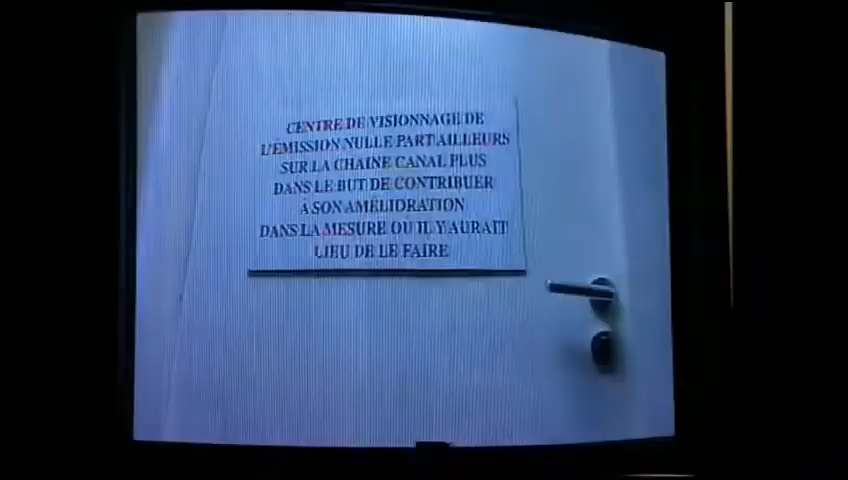 CENTRE DE VISIONNAGE DE
L'ÉMISSION NULLE PART AILLEURS
SUR LA CHAINE CANAL PLUS
DANS LE BUT DE CONTRIBUER
À SON AMÉLIORATION
DANS LA MESURE OÙ IL Y AURAIT
LIEU DE LE FAIRE